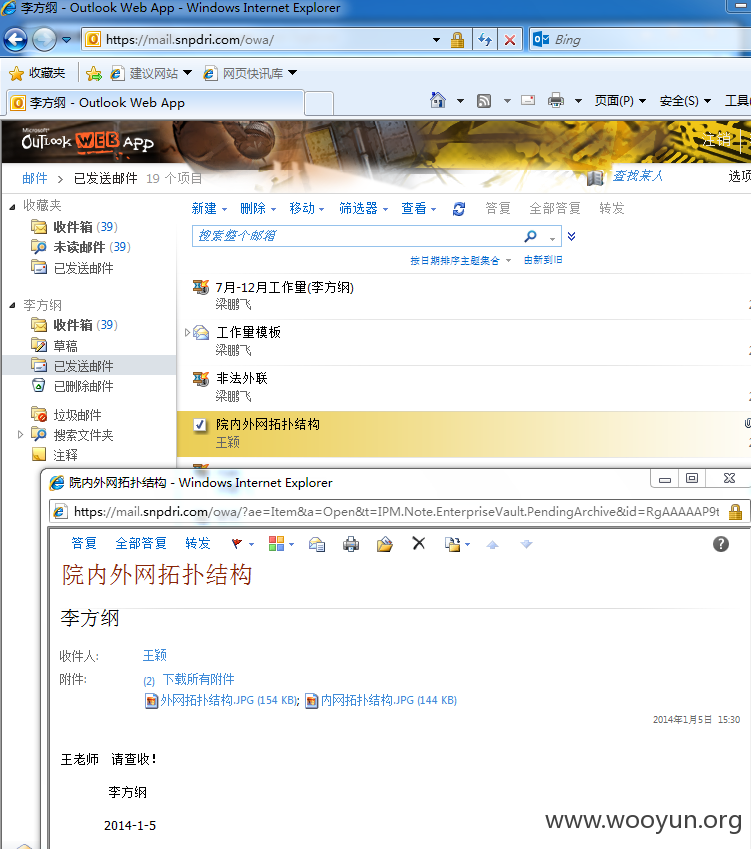 李方纲 - Outlook Web App - Windows Internet Explorer
https://mail.snpdri.com/owa/
Bing
收藏夹 建议网站 网页快讯库
李方纲 - Outlook Web App
页面(P) 安全(S) 工具
Microsoft
Outlook WEB App
注销
邮件 > 已发送邮件 19 个项目
查找某人
选项
收藏夹
收件箱 (39)
未读邮件 (39)
已发送邮件
李方纲
收件箱 (39)
草稿
已发送邮件
已删除邮件
垃圾邮件
搜索文件夹
注释
新建 删除 移动 筛选器 查看 答复 全部答复 转发
搜索整个邮箱
按日期排序主题集合 由新到旧
7月-12月工作量(李方纲)
梁鹏飞
工作量模板
梁鹏飞
非法外联
梁鹏飞
院内外网拓扑结构
王颖
院内外网拓扑结构 - Windows Internet Explorer
https://mail.snpdri.com/owa/?ae=Item&a=Open&t=IPM.Note.EnterpriseVault.PendingArchive&id=RgAAAAAP9t
答复 全部答复 转发
院内外网拓扑结构
李方纲
收件人: 王颖
附件: (2) 下载所有附件
外网拓扑结构.JPG (154 KB); 内网拓扑结构.JPG (144 KB)
2014年1月5日 15:30
王老师 请查收!
李方纲
2014-1-5
www.wooyun.org